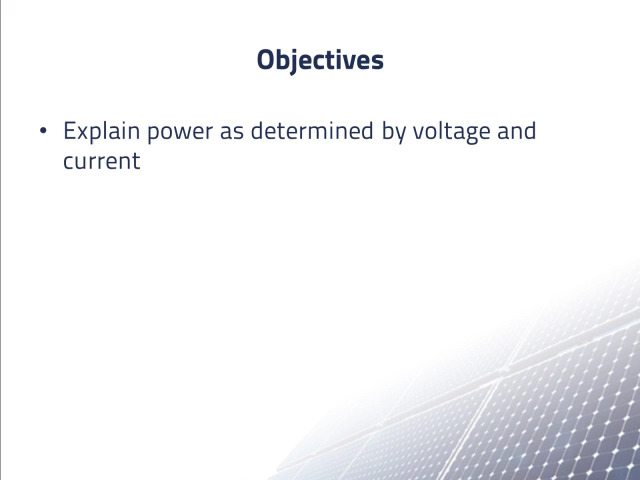 Objectives
• Explain power as determined by voltage and
current